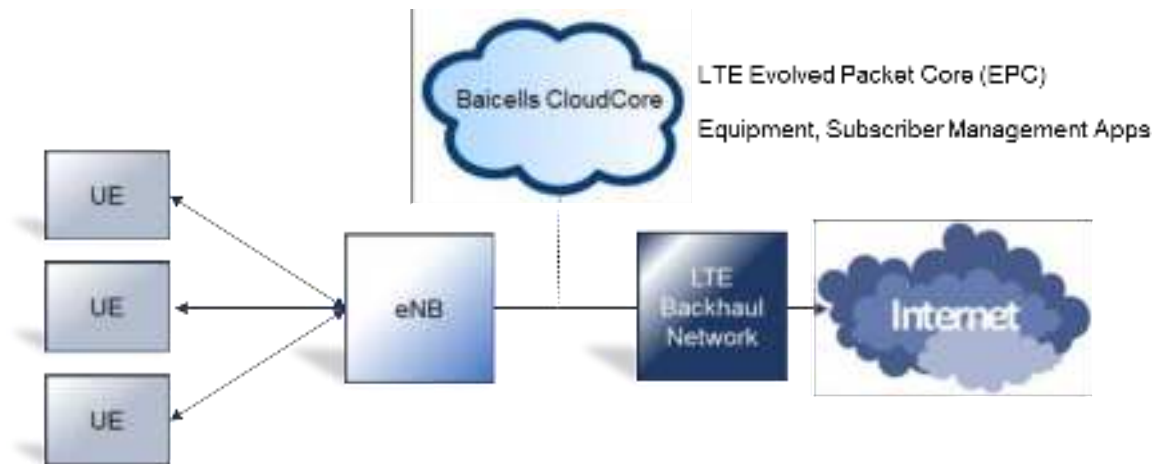 Baicells CloudCore
LTE Evolved Packet Core (EPC)
Equipment, Subscriber Management Apps
UE
UE
UE
eNB
LTE
Backhaul
Network
Internet